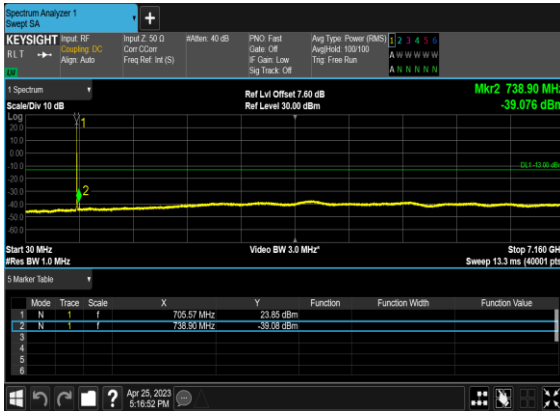 Spectrum Analyzer 1
Swept SA
+
KEYSIGHT Input: RF Input Z: 50 Ω #Atten: 40 dB PNO: Fast Avg Type: Power (RMS) 1 2 3 4 5 6
RLT Coupling: DC Corr CCorr Gate: Off Avg|Hold: 100/100 A W W W W W
Align: Auto Freq Ref: Int (S) IF Gain: Low Trig: Free Run
Sig Track: Off A N N N N N
1 Spectrum Ref Lvl Offset 7.60 dB Mkr2 738.90 MHz
Scale/Div 10 dB Ref Level 30.00 dBm -39.076 dBm
Log
20.0
10.0
0.00
-10.0
-20.0
-30.0
-40.0
-50.0
-60.0
1
2
DL1 -13.00 dBm
Start 30 MHz Video BW 3.0 MHz* Stop 7.160 GH
#Res BW 1.0 MHz Sweep 13.3 ms (40001 pts
5 Marker Table
Mode Trace Scale X Y Function Function Width Function Value
1 N 1 f 705.57 MHz 23.85 dBm
2 N 1 f 738.90 MHz -39.08 dBm
3
4
5
6
? Apr 25, 2023
5:16:52 PM